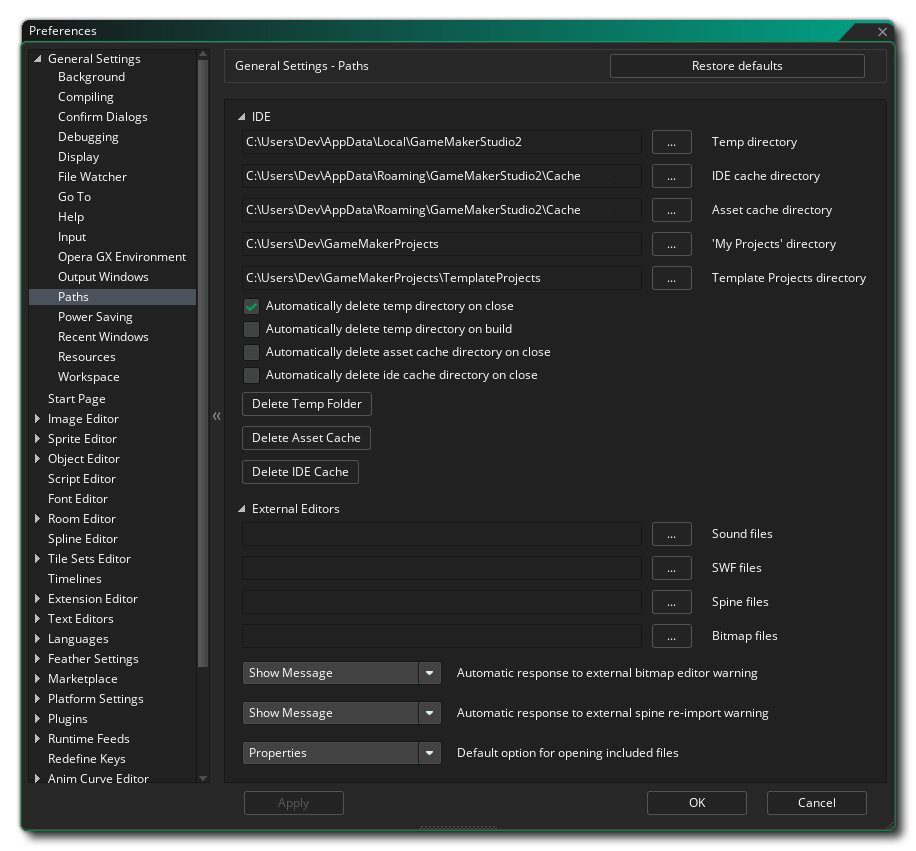 Preferences
General Settings
Background
Compiling
Confirm Dialogs
Debugging
Display
File Watcher
Go To
Help
Input
Opera GX Environment
Output Windows
Paths
Power Saving
Recent Windows
Resources
Workspace
Start Page
Image Editor
Sprite Editor
Object Editor
Script Editor
Font Editor
Room Editor
Spline Editor
Tile Sets Editor
Timelines
Extension Editor
Text Editors
Languages
Feather Settings
Marketplace
Platform Settings
Plugins
Runtime Feeds
Redefine Keys
Anim Curve Editor
General Settings - Paths
Restore defaults
IDE
C:\Users\Dev\AppData\Local\GameMakerStudio2 ... Temp directory
C:\Users\Dev\AppData\Roaming\GameMakerStudio2\Cache ... IDE cache directory
C:\Users\Dev\AppData\Roaming\GameMakerStudio2\Cache ... Asset cache directory
C:\Users\Dev\GameMakerProjects ... 'My Projects' directory
C:\Users\Dev\GameMakerProjects\TemplateProjects ... Template Projects directory
Automatically delete temp directory on close
Automatically delete temp directory on build
Automatically delete asset cache directory on close
Automatically delete ide cache directory on close
Delete Temp Folder
Delete Asset Cache
Delete IDE Cache
External Editors
... Sound files
... SWF files
... Spine files
... Bitmap files
Show Message Automatic response to external bitmap editor warning
Show Message Automatic response to external spine re-import warning
Properties Default option for opening included files
Apply OK Cancel